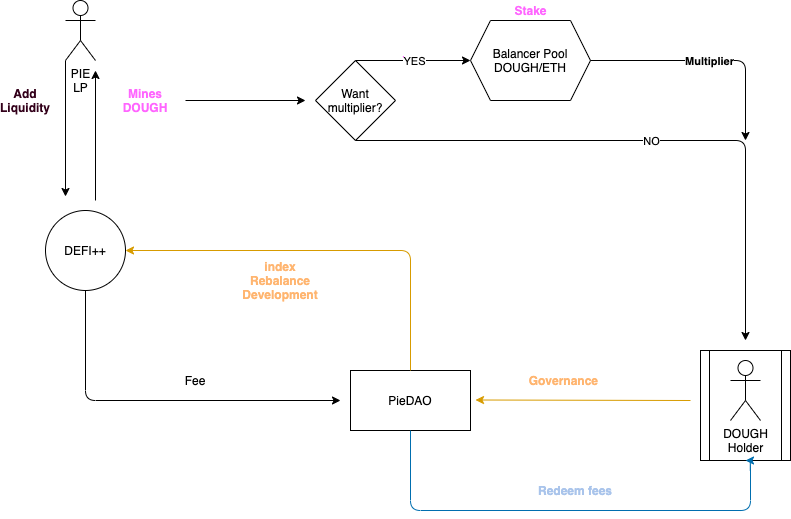 Stake
Balancer Pool
DOUGH/ETH
YES
Multiplier
PIE
LP
Add
Liquidity
Mines
DOUGH
Want
multiplier?
NO
DEFI++
index
Rebalance
Development
Fee
PieDAO
Governance
DOUGH
Holder
Redeem fees